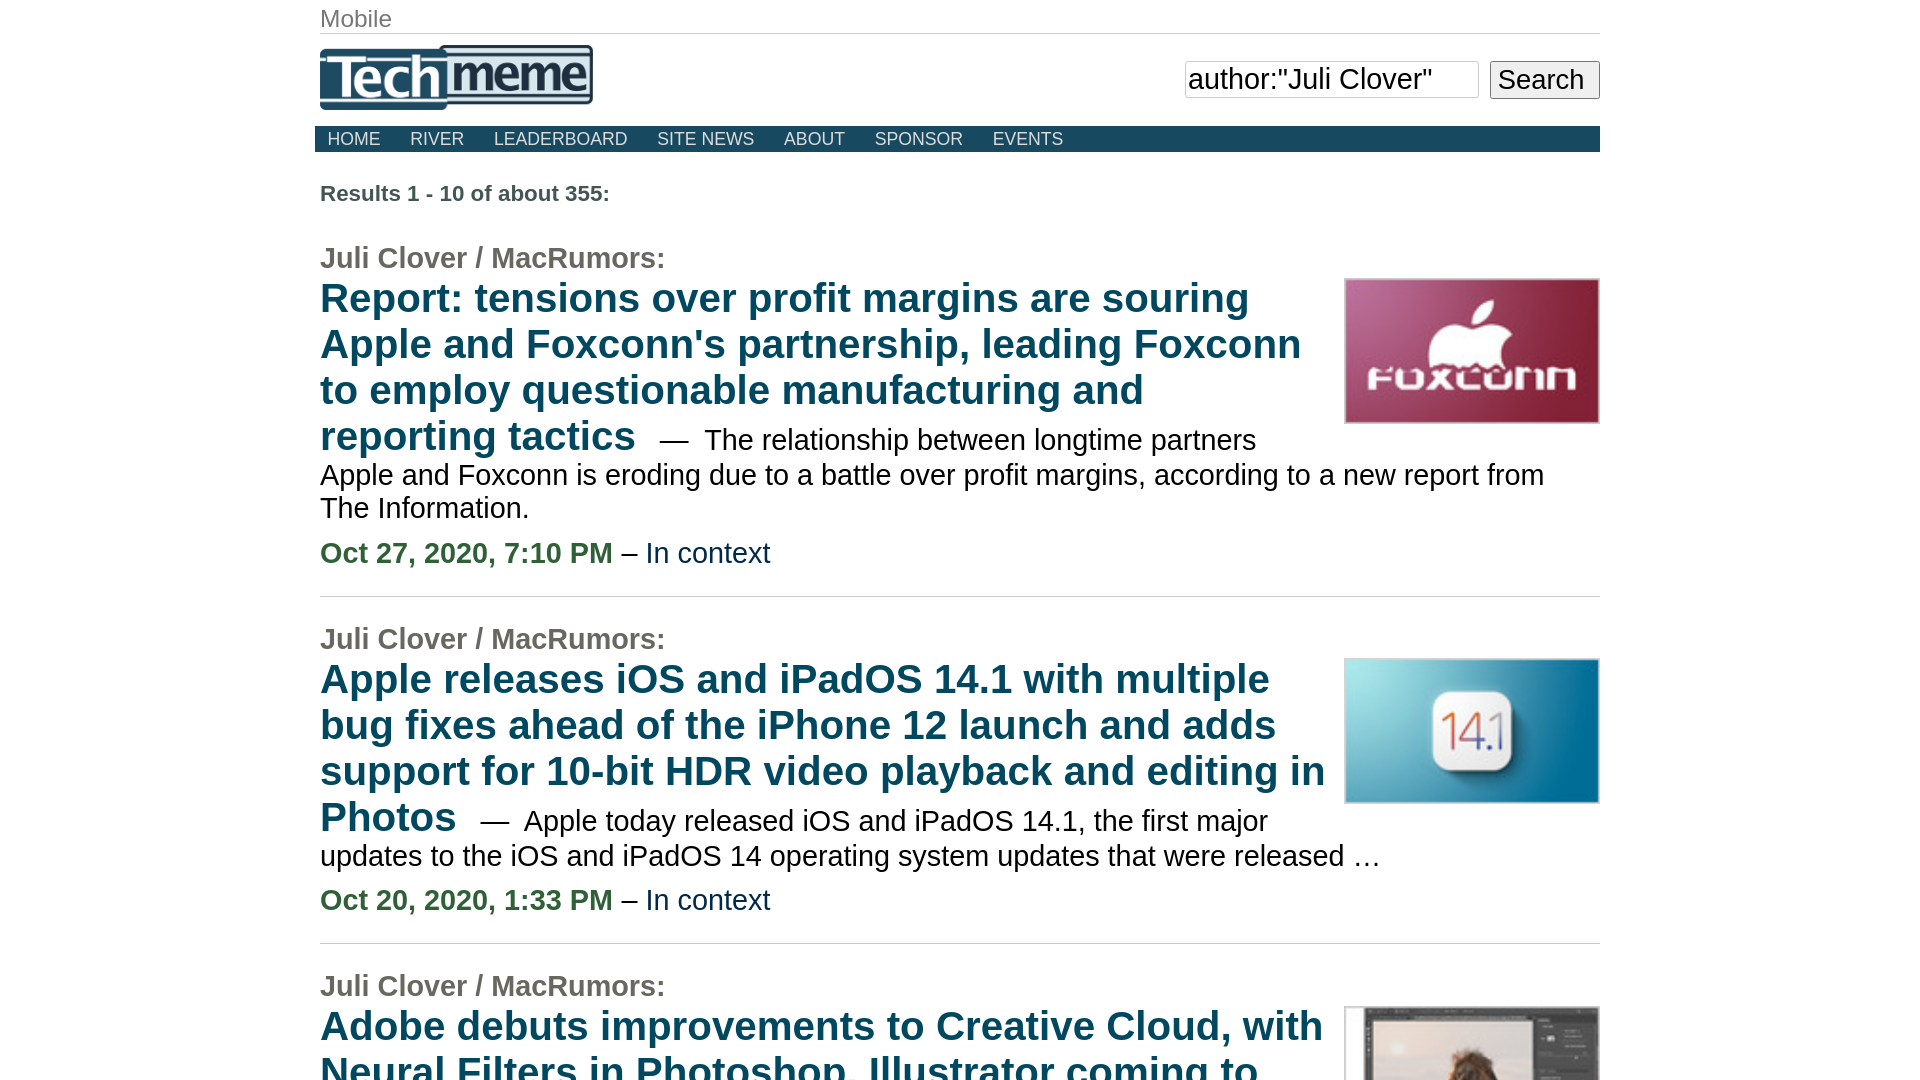 Mobile
Techmeme
author:"Juli Clover"
Search
HOME RIVER LEADERBOARD SITE NEWS ABOUT SPONSOR EVENTS
Results 1 - 10 of about 355:
Juli Clover / MacRumors:
Report: tensions over profit margins are souring
Apple and Foxconn's partnership, leading Foxconn
to employ questionable manufacturing and
reporting tactics — The relationship between longtime partners
Apple and Foxconn is eroding due to a battle over profit margins, according to a new report from
The Information.
FOXCONN
Oct 27, 2020, 7:10 PM – In context
Juli Clover / MacRumors:
Apple releases iOS and iPadOS 14.1 with multiple
bug fixes ahead of the iPhone 12 launch and adds
support for 10-bit HDR video playback and editing in
Photos — Apple today released iOS and iPadOS 14.1, the first major
updates to the iOS and iPadOS 14 operating system updates that were released …
14.1
Oct 20, 2020, 1:33 PM – In context
Juli Clover / MacRumors:
Adobe debuts improvements to Creative Cloud, with
Neural Filters in Photoshop, Illustrator coming to